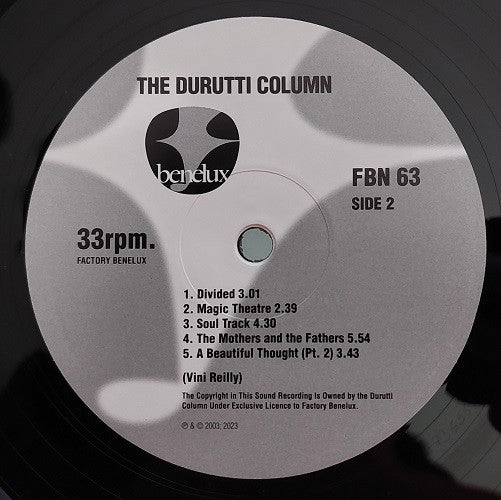 THE DURUTTI COLUMN
benelux
FBN 63
SIDE 2
33rpm.
FACTORY BENELUX
1. Divided 3.01
2. Magic Theatre 2.39
3. Soul Track 4.30
4. The Mothers and the Fathers 5.54
5. A Beautiful Thought (Pt. 2) 3.43
(Vini Reilly)
The Copyright in This Sound Recording Is Owned by the Durutti
Column Under Exclusive Licence to Factory Benelux.
℗ & © 2003; 2023